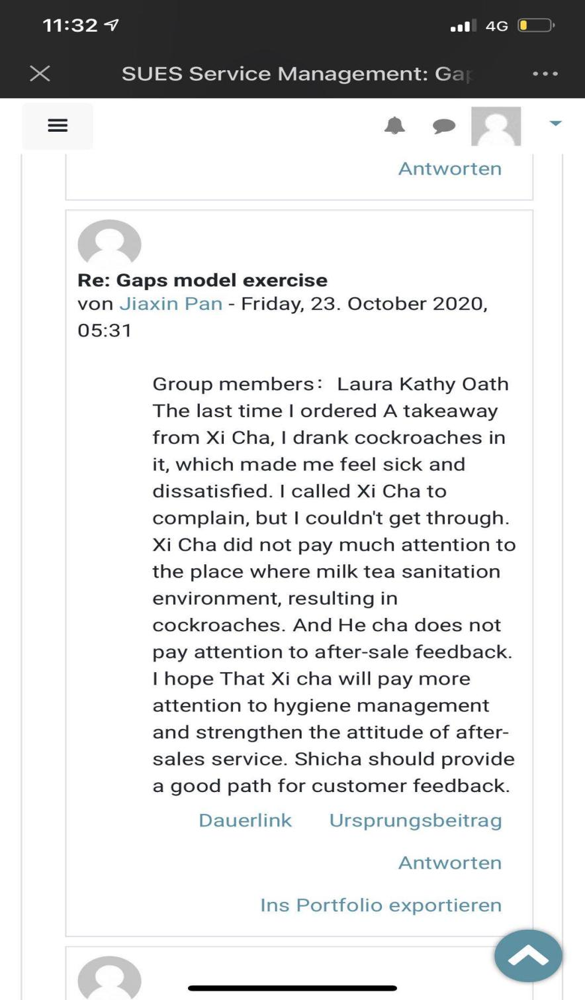 11:32
4G
SUES Service Management: Gap
Antworten
Re: Gaps model exercise
von Jiaxin Pan - Friday, 23. October 2020,
05:31
Group members： Laura Kathy Oath
The last time I ordered A takeaway
from Xi Cha, I drank cockroaches in
it, which made me feel sick and
dissatisfied. I called Xi Cha to
complain, but I couldn't get through.
Xi Cha did not pay much attention to
the place where milk tea sanitation
environment, resulting in
cockroaches. And He cha does not
pay attention to after-sale feedback.
I hope That Xi cha will pay more
attention to hygiene management
and strengthen the attitude of after-
sales service. Shicha should provide
a good path for customer feedback.
Dauerlink Ursprungsbeitrag
Antworten
Ins Portfolio exportieren